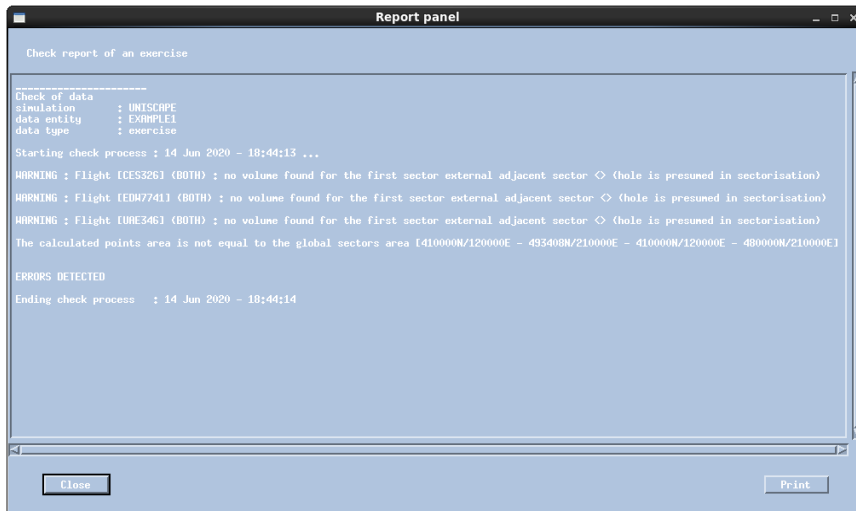 Report panel
Check report of an exercise
Check of data
simulation : UNISCAPE
data entity : EXAMPLE1
data type : exercise
Starting check process : 14 Jun 2020 - 18:44:13 ...
WARNING : Flight [CES326] (BOTH) : no volume found for the first sector external adjacent sector <> (hole is presumed in sectorisation)
WARNING : Flight [EDW7741] (BOTH) : no volume found for the first sector external adjacent sector <> (hole is presumed in sectorisation)
WARNING : Flight [UAE346] (BOTH) : no volume found for the first sector external adjacent sector <> (hole is presumed in sectorisation)
The calculated points area is not equal to the global sectors area [410000N/120000E - 493408N/210000E - 410000N/120000E - 480000N/210000E]
ERRORS DETECTED
Ending check process : 14 Jun 2020 - 18:44:14
Close
Print